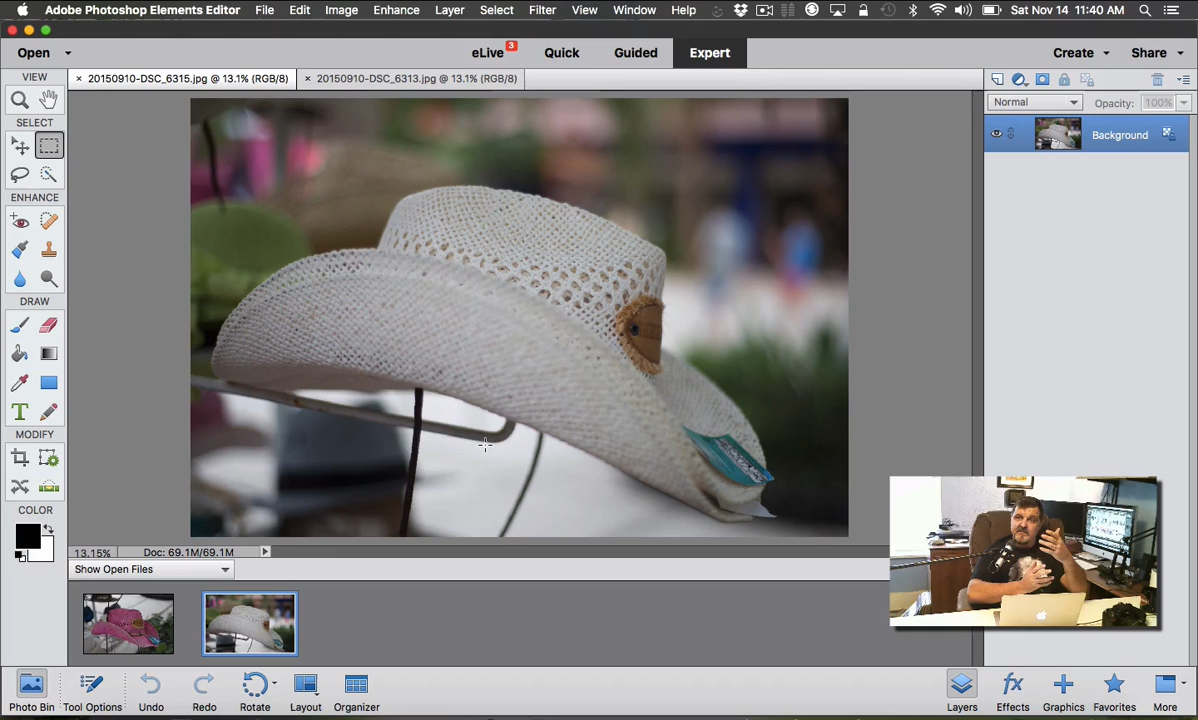 Adobe Photoshop Elements Editor File Edit Image Enhance Layer Select Filter View Window Help Sat Nov 14 11:40 AM
Open eLive 3 Quick Guided Expert Create Share
VIEW × 20150910-DSC_6315.jpg @ 13.1% (RGB/8) × 20150910-DSC_6313.jpg @ 13.1% (RGB/8)
Normal Opacity: 100%
SELECT
Background
ENHANCE
DRAW
T
MODIFY
COLOR
13.15% Doc: 69.1M/69.1M
Show Open Files
Photo Bin Tool Options Undo Redo Rotate Layout Organizer fx Layers Effects Graphics Favorites More